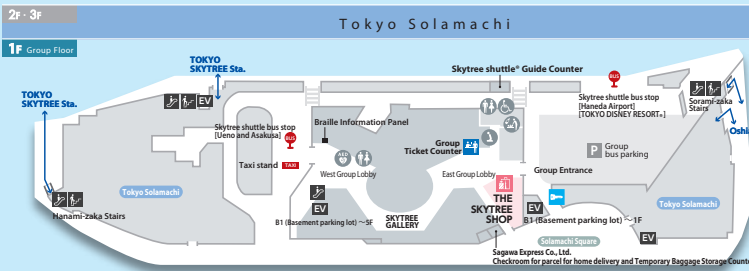 2F · 3F
Tokyo Solamachi
1F Group Floor
TOKYO
SKYTREE Sta.
TOKYO
SKYTREE Sta.
EV
Skytree shuttle® Guide Counter
BUS
Skytree shuttle bus stop
[Haneda Airport]
[TOKYO DISNEY RESORT®]
Sorami-zaka
Stairs
EV
Oshi
Skytree shuttle bus stop
[Ueno and Asakusa]
BUS
Braille Information Panel
Taxi stand
TAXI
AED
West Group Lobby
Group
Ticket Counter
East Group Lobby
Group Entrance
P
Group
bus parking
Tokyo Solamachi
Hanami-zaka Stairs
EV
B1 (Basement parking lot) ～5F
SKYTREE
GALLERY
THE
SKYTREE
SHOP
EV
B1 (Basement parking lot) ～1F
Tokyo Solamachi
EV
Solamachi Square
Sagawa Express Co., Ltd.
Checkroom for parcel for home delivery and Temporary Baggage Storage Count